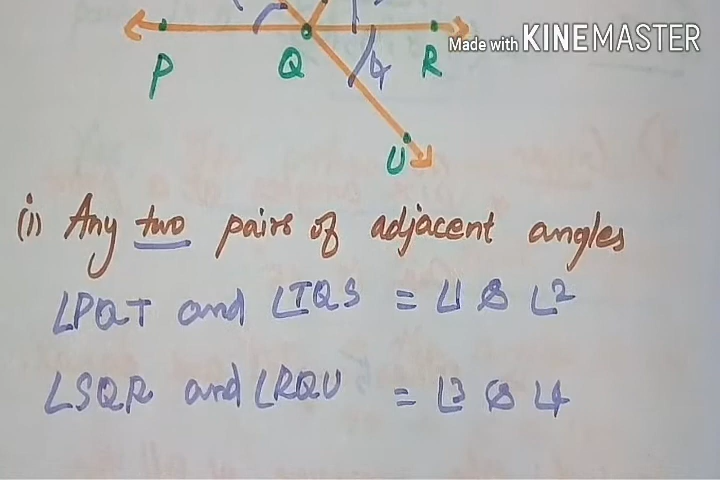 Made with KINEMASTER
P Q 4 R
U
(i) Any two pairs of adjacent angles
∠PQT and ∠TQS = ∠1 & ∠2
∠SQR and ∠RQU = ∠3 & ∠4